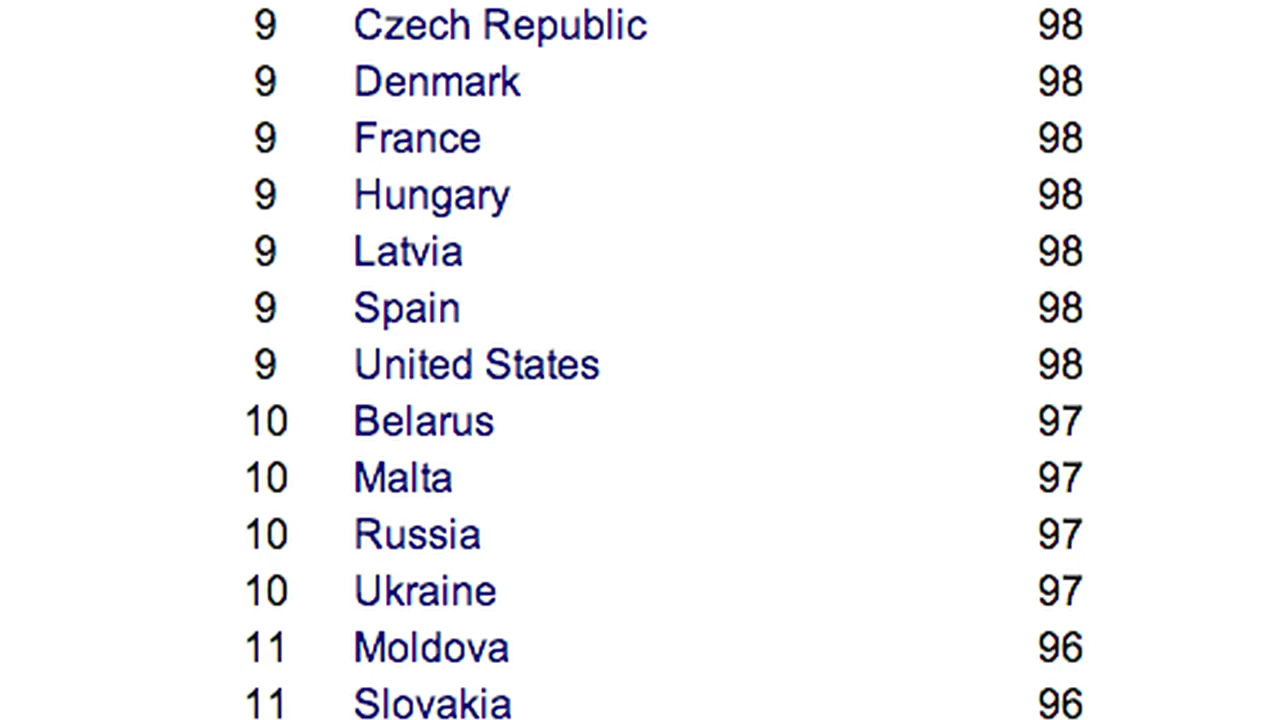 9 Czech Republic 98
9 Denmark 98
9 France 98
9 Hungary 98
9 Latvia 98
9 Spain 98
9 United States 98
10 Belarus 97
10 Malta 97
10 Russia 97
10 Ukraine 97
11 Moldova 96
11 Slovakia 96